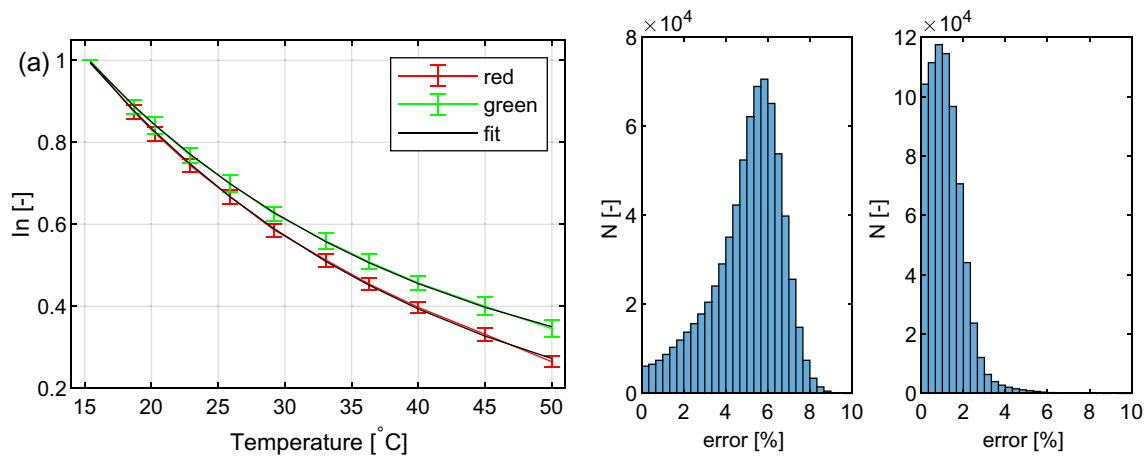 (a)
In [-]
1
0.8
0.6
0.4
0.2
15 20 25 30 35 40 45 50
Temperature [°C]
red
green
fit
×10⁴
N [-]
8
6
4
2
0
0 2 4 6 8 10
error [%]
×10⁴
N [-]
12
10
8
6
4
2
0
0 2 4 6 8 10
error [%]